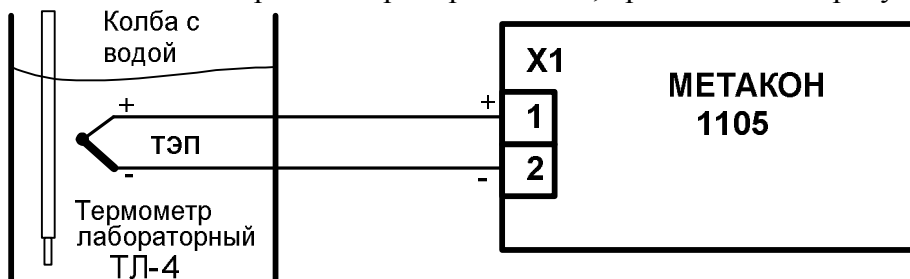 Колба с
водой
+
ТЭП
-
Термометр
лабораторный
ТЛ-4
+
-
X1
1
2
МЕТАКОН
1105